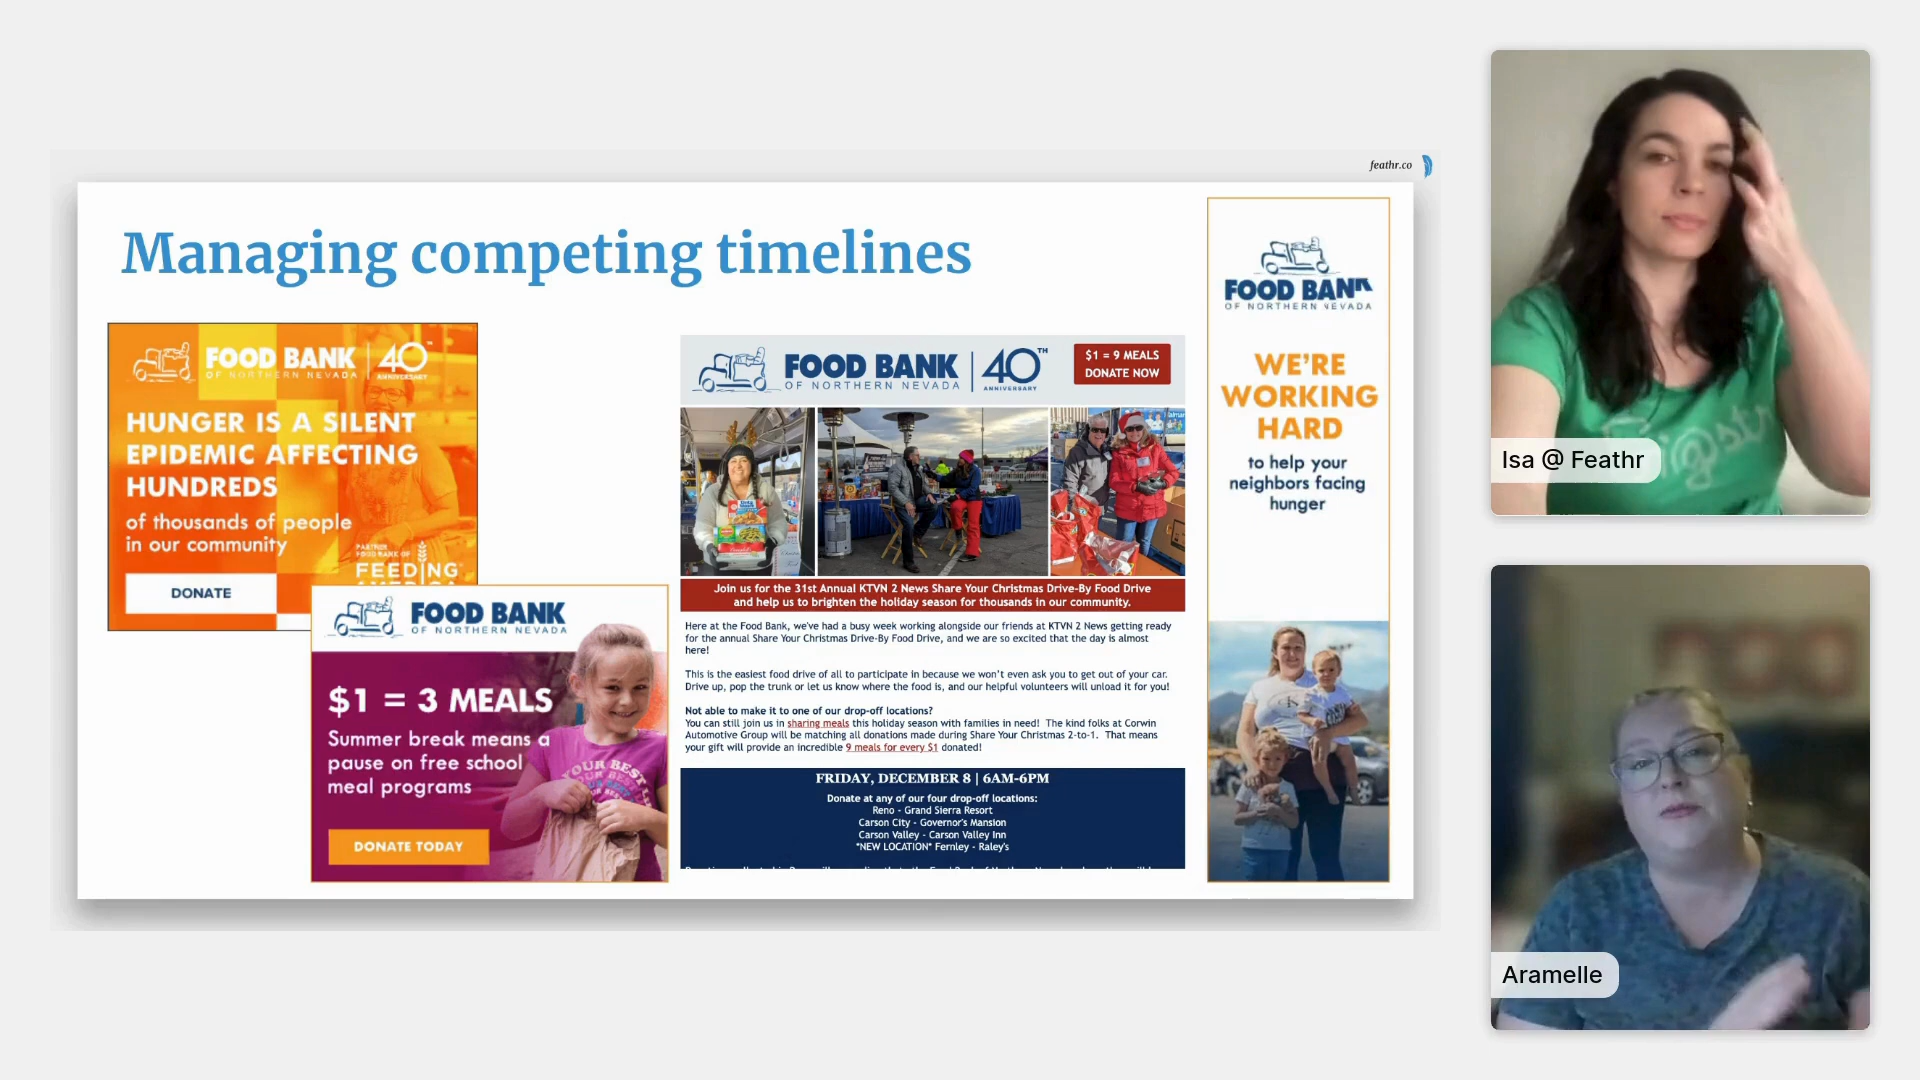 feathr.co
Managing competing timelines
FOOD BANK
OF NORTHERN NEVADA
40™
ANNIVERSARY
HUNGER IS A SILENT
EPIDEMIC AFFECTING
HUNDREDS
of thousands of people
in our community
PARTNER
FOOD BANK OF
FEEDING
DONATE
FOOD BANK
OF NORTHERN NEVADA
$1 = 3 MEALS
Summer break means a
pause on free school
meal programs
DONATE TODAY
YOUR BEST
FOOD BANK
OF NORTHERN NEVADA
40TH
ANNIVERSARY
$1 = 9 MEALS
DONATE NOW
Join us for the 31st Annual KTVN 2 News Share Your Christmas Drive-By Food Drive
and help us to brighten the holiday season for thousands in our community.
Here at the Food Bank, we've had a busy week working alongside our friends at KTVN 2 News getting ready
for the annual Share Your Christmas Drive-By Food Drive, and we are so excited that the day is almost
here!
This is the easiest food drive of all to participate in because we won't even ask you to get out of your car.
Drive up, pop the trunk or let us know where the food is, and our helpful volunteers will unload it for you!
Not able to make it to one of our drop-off locations?
You can still join us in sharing meals this holiday season with families in need! The kind folks at Corwin
Automotive Group will be matching all donations made during Share Your Christmas 2-to-1. That means
your gift will provide an incredible 9 meals for every $1 donated!
FRIDAY, DECEMBER 8 | 6AM-6PM
Donate at any of our four drop-off locations:
Reno - Grand Sierra Resort
Carson City - Governor's Mansion
Carson Valley - Carson Valley Inn
*NEW LOCATION* Fernley - Raley's
FOOD BANK
OF NORTHERN NEVADA
WE'RE
WORKING
HARD
to help your
neighbors facing
hunger
Isa @ Feathr
Aramelle